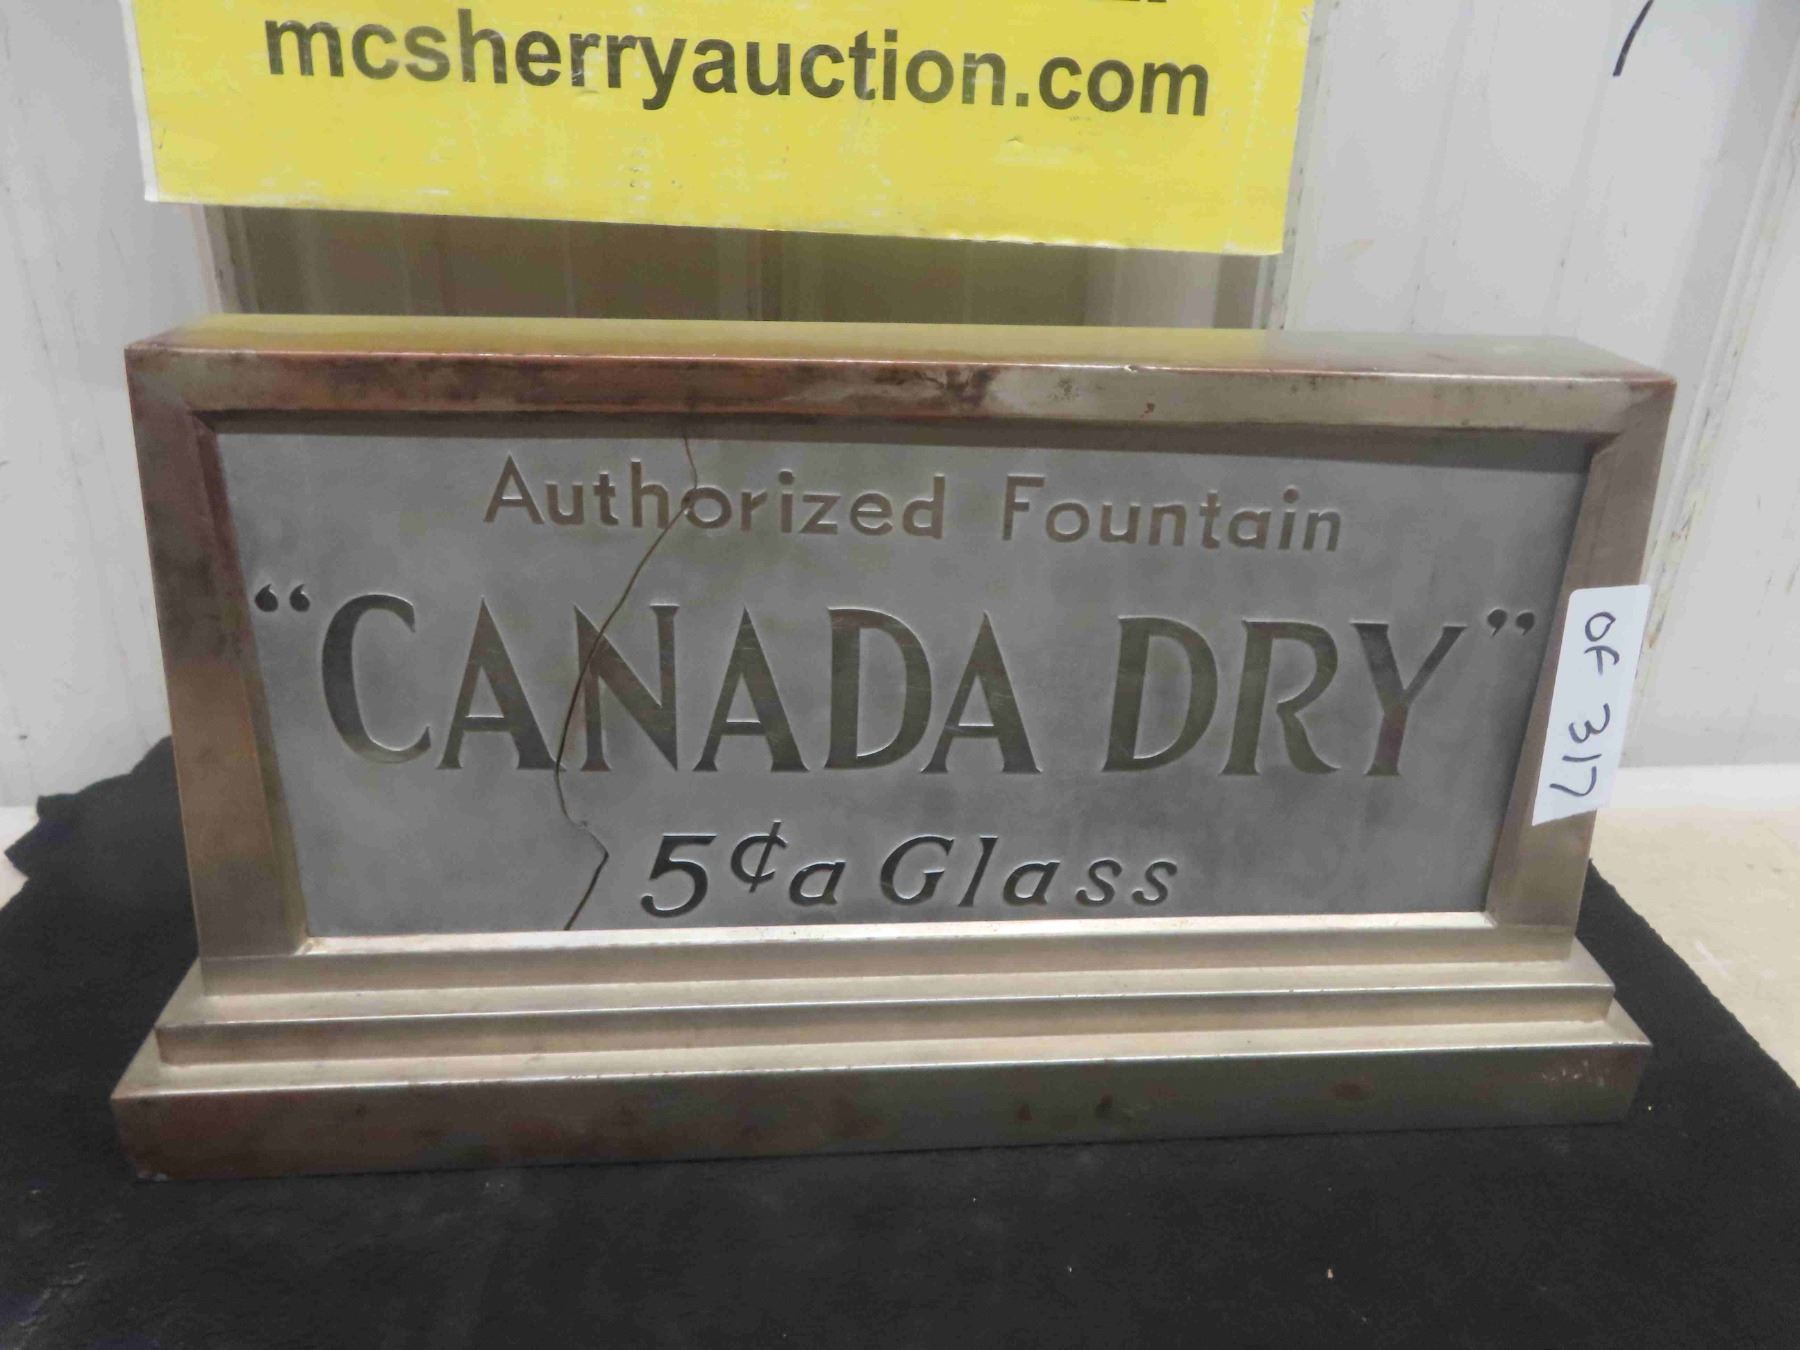 mcsherryauction.com
Authorized Fountain
“CANADA DRY”
5¢ a Glass
OF 317